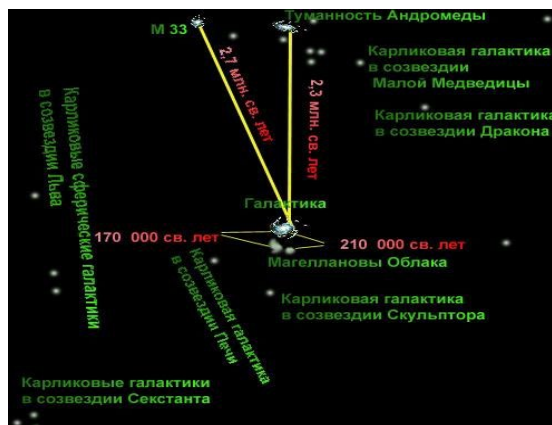 Туманность Андромеды
М 33
2,7 млн. св. лет
2,3 млн. св. лет
Карликовая галактика
в созвездии
Малой Медведицы
Карликовая галактика
в созвездии Дракона
Карликовые сферические галактики
в созвездии Льва
Галактика
170 000 св. лет
210 000 св. лет
Магеллановы Облака
Карликовая галактика
в созвездии Печи
Карликовая галактика
в созвездии Скульптора
Карликовые галактики
в созвездии Секстанта